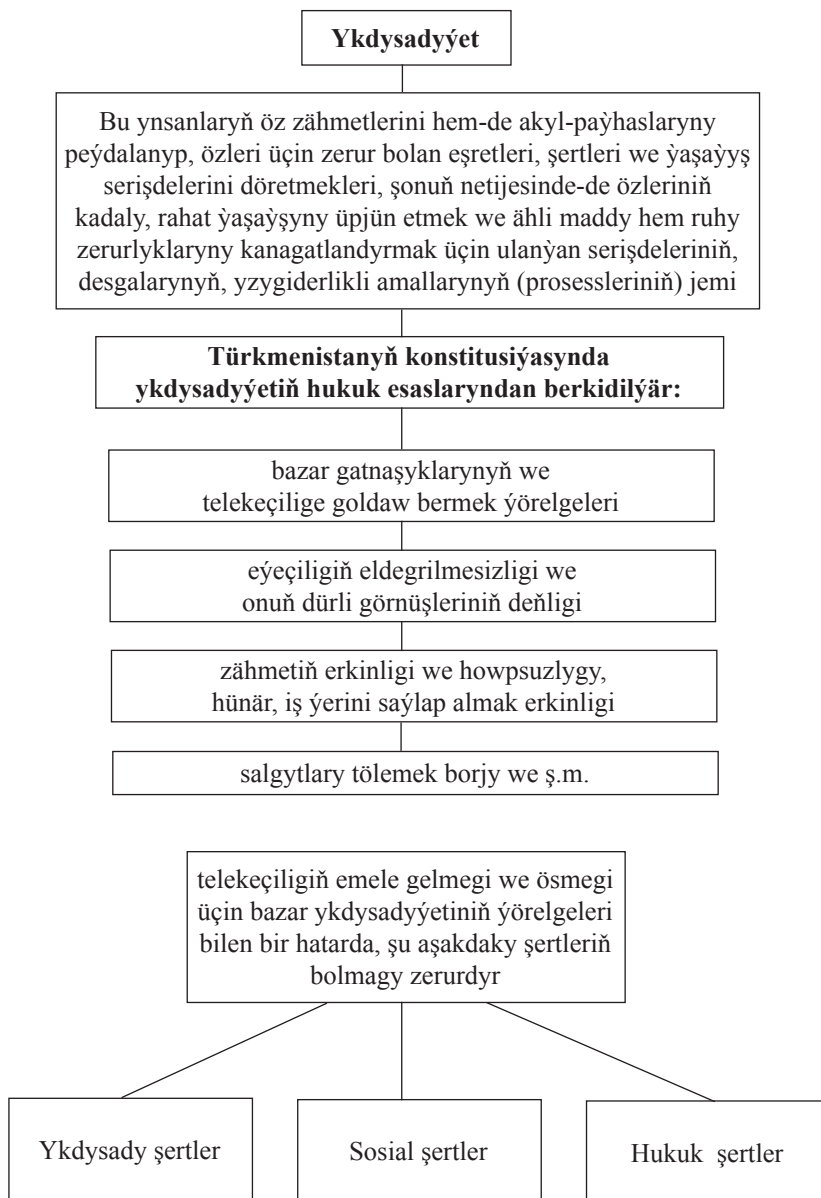 Ykdysadyýet
Bu ynsanlaryň öz zähmetlerini hem-de akyl-paỳhaslaryny
peýdalanyp, özleri üçin zerur bolan eşretleri, şertleri we ỳaşaỳyş
serişdelerini döretmekleri, şonuň netijesinde-de özleriniň
kadaly, rahat ỳaşaỳşyny üpjün etmek we ähli maddy hem ruhy
zerurlyklaryny kanagatlandyrmak üçin ulanỳan serişdeleriniň,
desgalarynyň, yzygiderlikli amallarynyň (prosessleriniň) jemi
Türkmenistanyň konstitusiýasynda
ykdysadyýetiň hukuk esaslaryndan berkidilýär:
bazar gatnaşyklarynyň we
telekeçilige goldaw bermek ýörelgeleri
eýeçiligiň eldegrilmesizligi we
onuň dürli görnüşleriniň deňligi
zähmetiň erkinligi we howpsuzlygy,
hünär, iş ýerini saýlap almak erkinligi
salgytlary tölemek borjy we ş.m.
telekeçiligiň emele gelmegi we ösmegi
üçin bazar ykdysadyýetiniň ýörelgeleri
bilen bir hatarda, şu aşakdaky şertleriň
bolmagy zerurdyr
Ykdysady şertler
Sosial şertler
Hukuk şertler